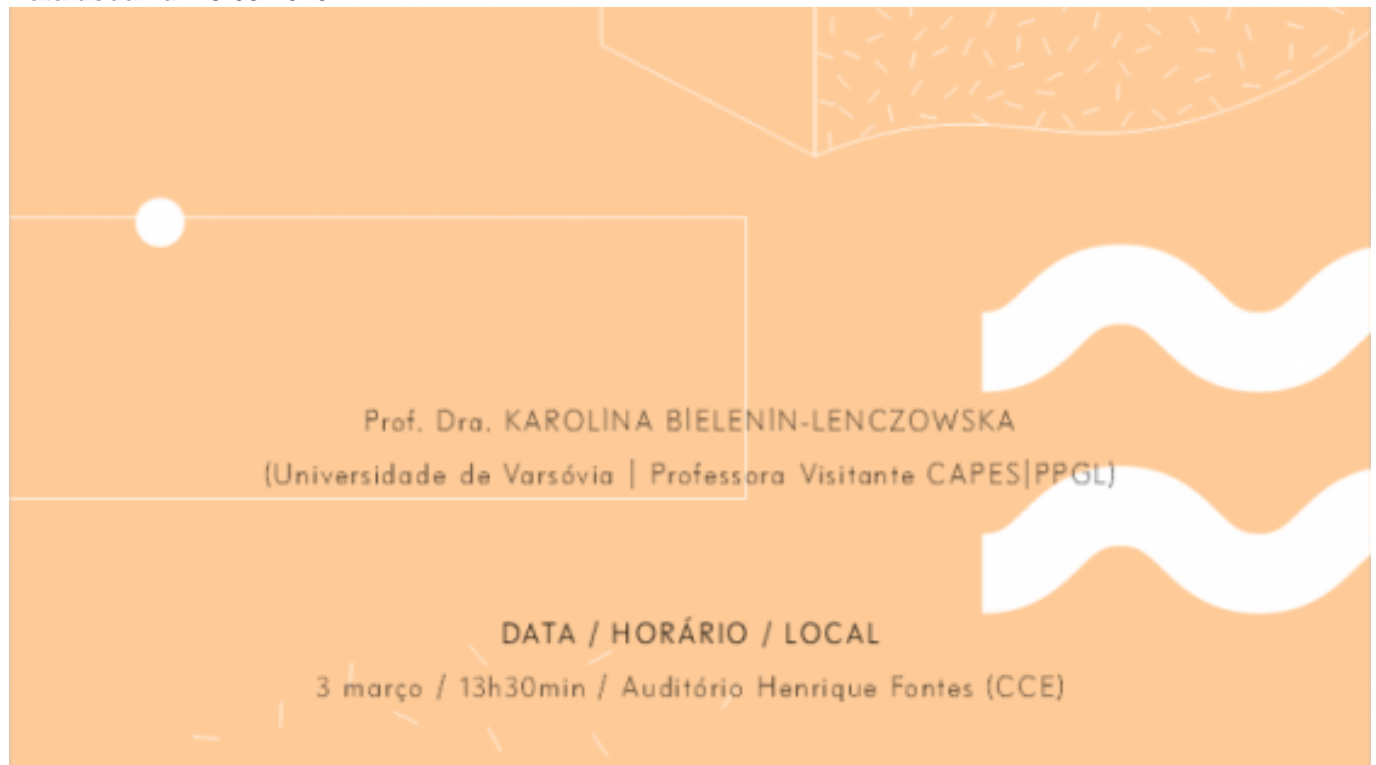 Prof. Dra. KAROLINA BIELENIN-LENCZOWSKA
(Universidade de Varsóvia | Professora Visitante CAPES|PPGL)
DATA / HORÁRIO / LOCAL
3 março / 13h30min / Auditório Henrique Fontes (CCE)